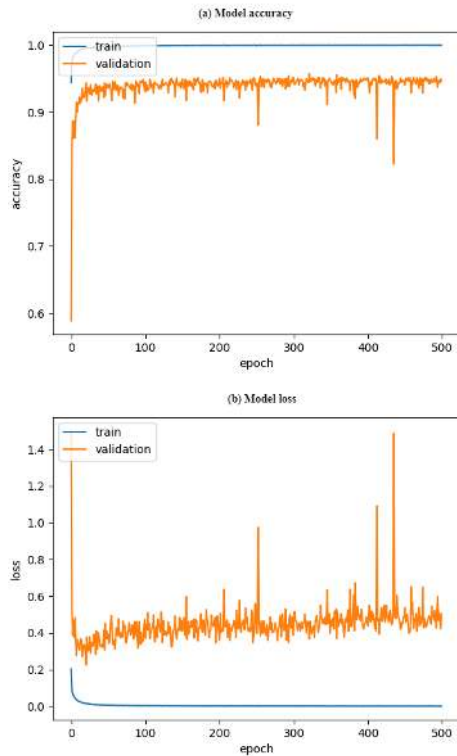 (a) Model accuracy
1.0
train
validation
0.9
0.8
accuracy
0.7
0.6
0
100
200
300
400
500
epoch
(b) Model loss
train
validation
1.4
1.2
1.0
0.8
loss
0.6
0.4
0.2
0.0
0
100
200
300
400
500
epoch